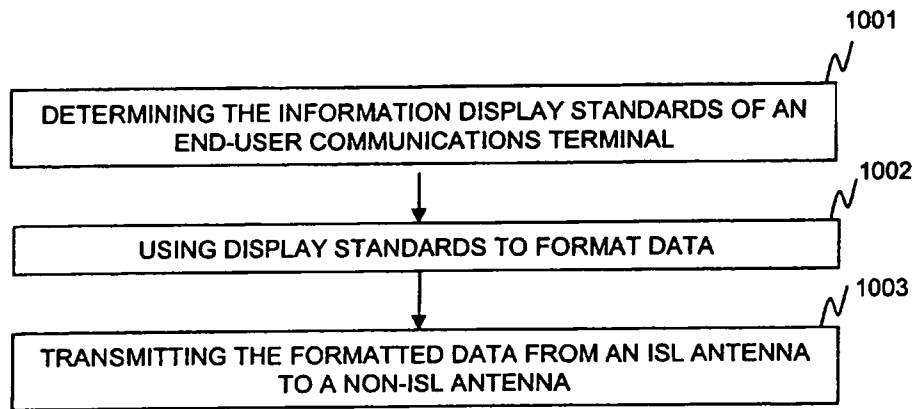 1001
DETERMINING THE INFORMATION DISPLAY STANDARDS OF AN
END-USER COMMUNICATIONS TERMINAL
1002
USING DISPLAY STANDARDS TO FORMAT DATA
1003
TRANSMITTING THE FORMATTED DATA FROM AN ISL ANTENNA
TO A NON-ISL ANTENNA